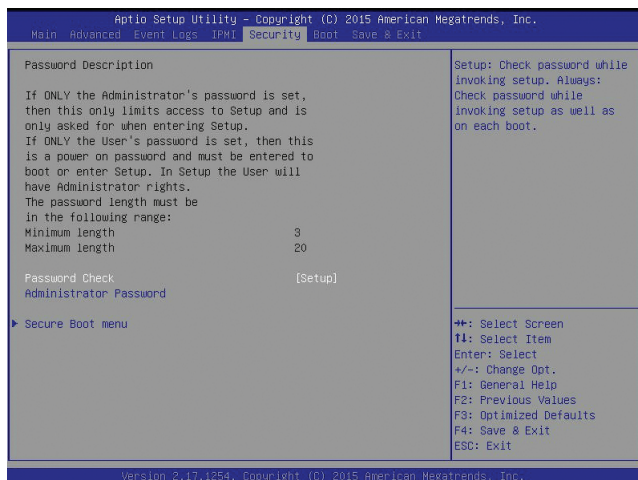 Aptio Setup Utility – Copyright (C) 2015 American Megatrends, Inc.
Main Advanced Event Logs IPMI Security Boot Save & Exit
Password Description
If ONLY the Administrator's password is set,
then this only limits access to Setup and is
only asked for when entering Setup.
If ONLY the User's password is set, then this
is a power on password and must be entered to
boot or enter Setup. In Setup the User will
have Administrator rights.
The password length must be
in the following range:
Minimum length 3
Maximum length 20
Password Check [Setup]
Administrator Password
Secure Boot menu
Setup: Check password while
invoking setup. Always:
Check password while
invoking setup as well as
on each boot.
→←: Select Screen
↑↓: Select Item
Enter: Select
+/-: Change Opt.
F1: General Help
F2: Previous Values
F3: Optimized Defaults
F4: Save & Exit
ESC: Exit
Version 2.17.1254. Copyright (C) 2015 American Megatrends, Inc.